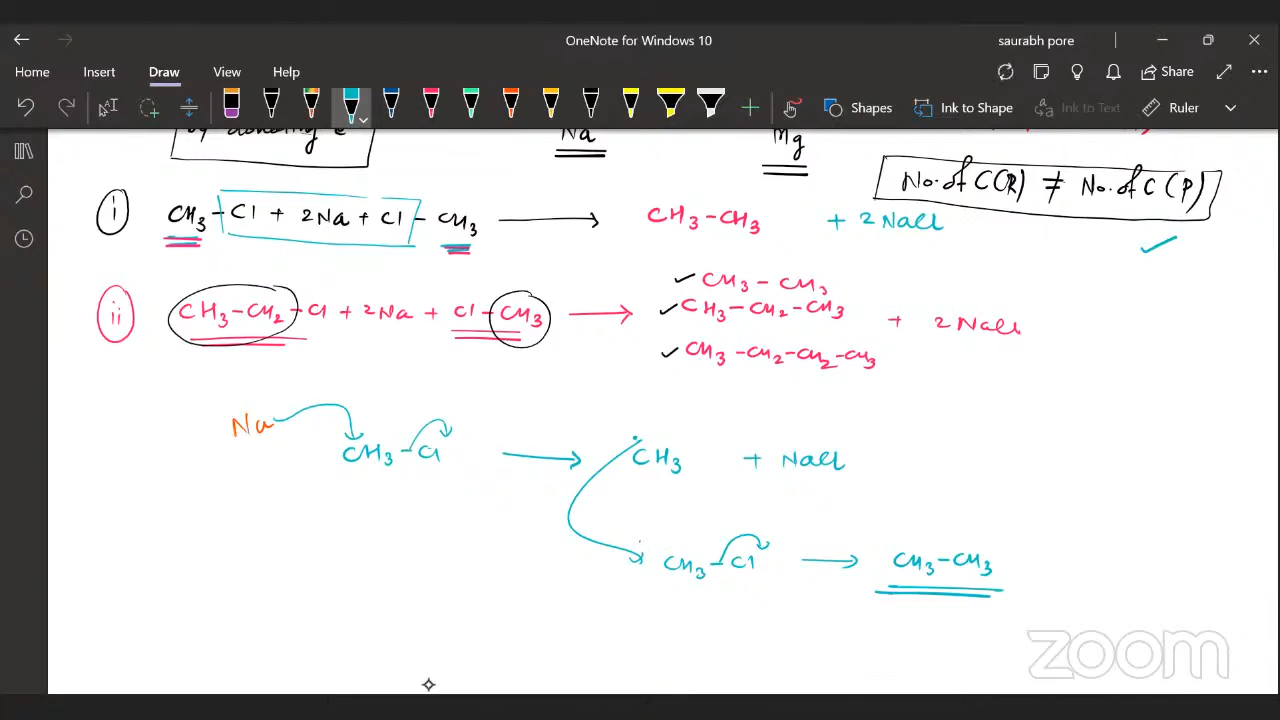 OneNote for Windows 10
saurabh pore
Home Insert Draw View Help
Share
Shapes
Ink to Shape
Ink to Text
Ruler
by donating e
Na
Mg
No. of C(R) ≠ No. of C (P)
i CH3 - Cl + 2Na + Cl - CH3 ⟶ CH3-CH3 + 2NaCl
CH3 - CH3
ii CH3-CH2-Cl + 2Na + Cl - CH3 ⟶ CH3-CH2-CH3 + 2NaCl
CH3 -CH2-CH2-CH3
Na
CH3 -Cl ⟶ CH3 + NaCl
CH3 -Cl ⟶ CH3-CH3
zoom